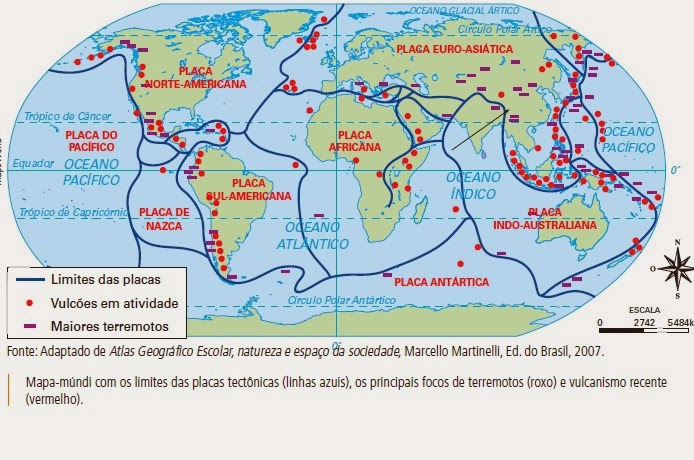 OCEANO GLACIAL ÁRTICO
Círculo Polar Ártico
PLACA EURO-ASIÁTICA
PLACA
NORTE-AMERICANA
Trópico de Câncer
PLACA DO
PACÍFICO
OCEANO
PACÍFICO
PLACA
AFRICANA
OCEANO
PACÍFICO
Equador
0°
PLACA
SUL-AMERICANA
OCEANO
ÍNDICO
Trópico de Capricórnio
PLACA DE
NAZCA
OCEANO
ATLÂNTICO
PLACA
INDO-AUSTRALIANA
PLACA ANTÁRTICA
Círculo Polar Antártico
Limites das placas
Vulcões em atividade
Maiores terremotos
N
O
L
S
ESCALA
0 2742 5484k
0°
Fonte: Adaptado de Atlas Geográfico Escolar, natureza e espaço da sociedade, Marcello Martinelli, Ed. do Brasil, 2007.
Mapa-múndi com os limites das placas tectônicas (linhas azuis), os principais focos de terremotos (roxo) e vulcanismo recente
(vermelho).